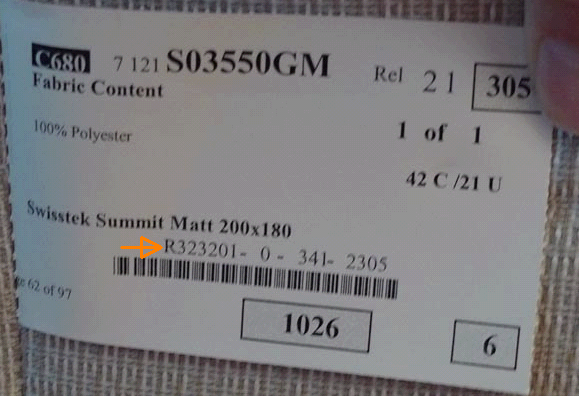 C680 7 121 S03550GM Rel 21 305
Fabric Content
100% Polyester
1 of 1
42 C /21 U
Swisstek Summit Matt 200x180
R323201- 0 - 341- 2305
62 of 97
1026
6